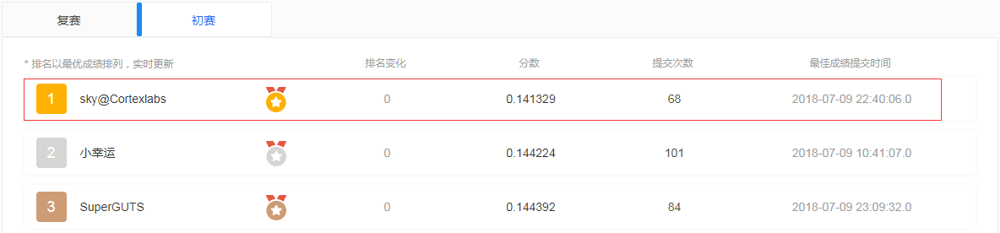 复赛 初赛
* 排名以最优成绩排列，实时更新 排名变化 分数 提交次数 最佳成绩提交时间
1 sky@Cortexlabs 0 0.141329 68 2018-07-09 22:40:06.0
2 小幸运 0 0.144224 101 2018-07-09 10:41:07.0
3 SuperGUTS 0 0.144392 84 2018-07-09 23:09:32.0